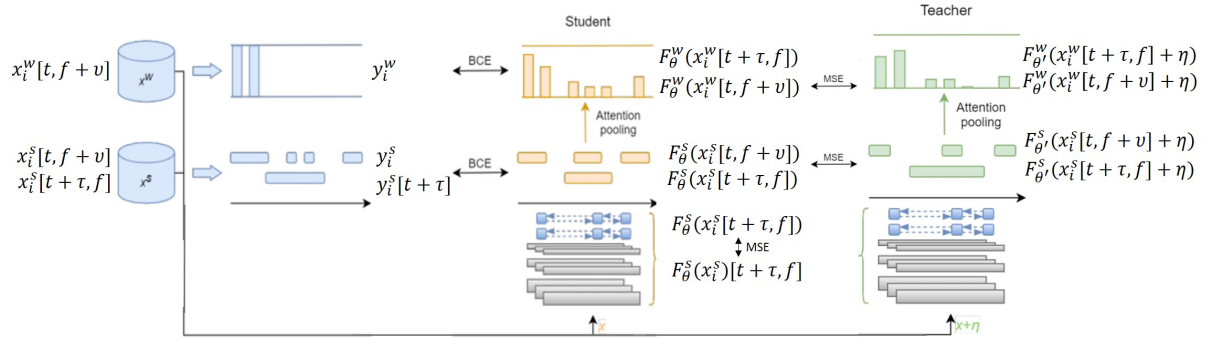 Student
Teacher
x_i^w[t, f + υ]
x^W
y_i^w
BCE
F_θ^w(x_i^w[t + τ, f])
F_θ^w(x_i^w[t, f + υ])
MSE
F_θ'^w(x_i^w[t + τ, f] + η)
F_θ'^w(x_i^w[t, f + υ] + η)
Attention
pooling
Attention
pooling
x_i^s[t, f + υ]
x_i^s[t + τ, f]
x^S
y_i^s
y_i^s[t + τ]
BCE
F_θ^s(x_i^s[t, f + υ])
F_θ^s(x_i^s[t + τ, f])
MSE
F_θ'^s(x_i^s[t, f + υ] + η)
F_θ'^s(x_i^s[t + τ, f] + η)
F_θ^s(x_i^s[t + τ, f])
MSE
F_θ^s(x_i^s)[t + τ, f]
x
x+η